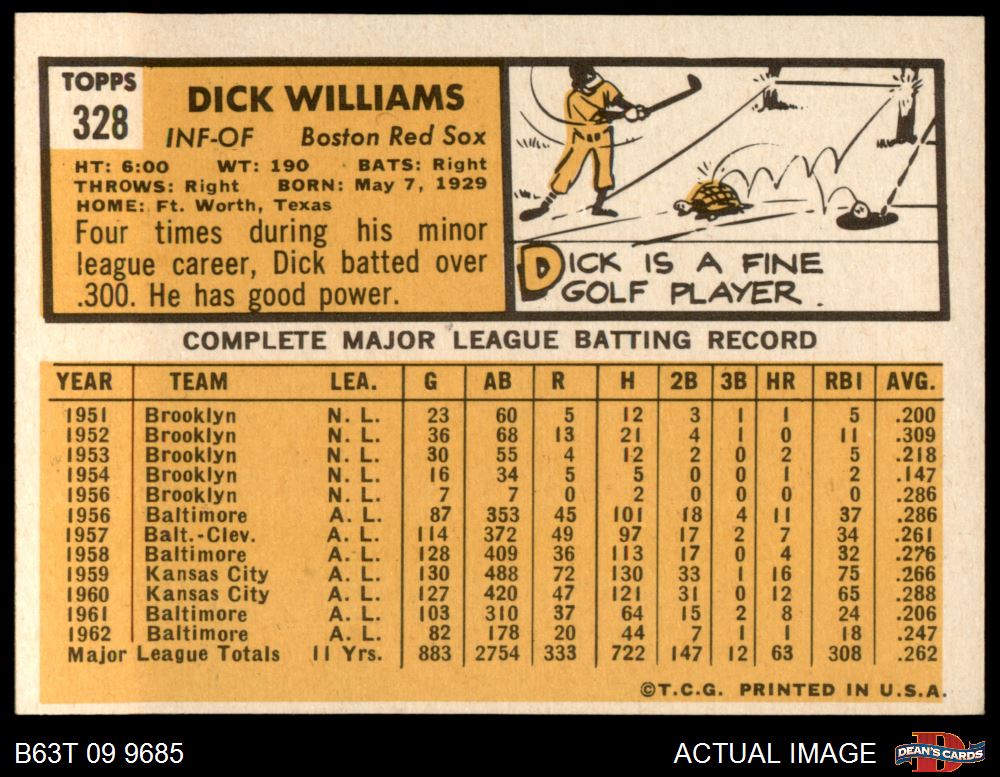 TOPPS
328
DICK WILLIAMS
INF-OF Boston Red Sox
HT: 6:00 WT: 190 BATS: Right
THROWS: Right BORN: May 7, 1929
HOME: Ft. Worth, Texas
Four times during his minor
league career, Dick batted over
.300. He has good power.
DICK IS A FINE
GOLF PLAYER.
COMPLETE MAJOR LEAGUE BATTING RECORD
YEAR TEAM LEA. G AB R H 2B 3B HR RBI AVG.
1951 Brooklyn N. L. 23 60 5 12 3 1 1 5 .200
1952 Brooklyn N. L. 36 68 13 21 4 1 0 11 .309
1953 Brooklyn N. L. 30 55 4 12 2 0 2 5 .218
1954 Brooklyn N. L. 16 34 5 5 0 0 1 2 .147
1956 Brooklyn N. L. 7 7 0 2 0 0 0 0 .286
1956 Baltimore A. L. 87 353 45 101 18 4 11 37 .286
1957 Balt.-Clev. A. L. 114 372 49 97 17 2 7 34 .261
1958 Baltimore A. L. 128 409 36 113 17 0 4 32 .276
1959 Kansas City A. L. 130 488 72 130 33 1 16 75 .266
1960 Kansas City A. L. 127 420 47 121 31 0 12 65 .288
1961 Baltimore A. L. 103 310 37 64 15 2 8 24 .206
1962 Baltimore A. L. 82 178 20 44 7 1 1 18 .247
Major League Totals 11 Yrs. 883 2754 333 722 147 12 63 308 .262
©T.C.G. PRINTED IN U.S.A.
B63T 09 9685 ACTUAL IMAGE
D
DEAN'S CARDS